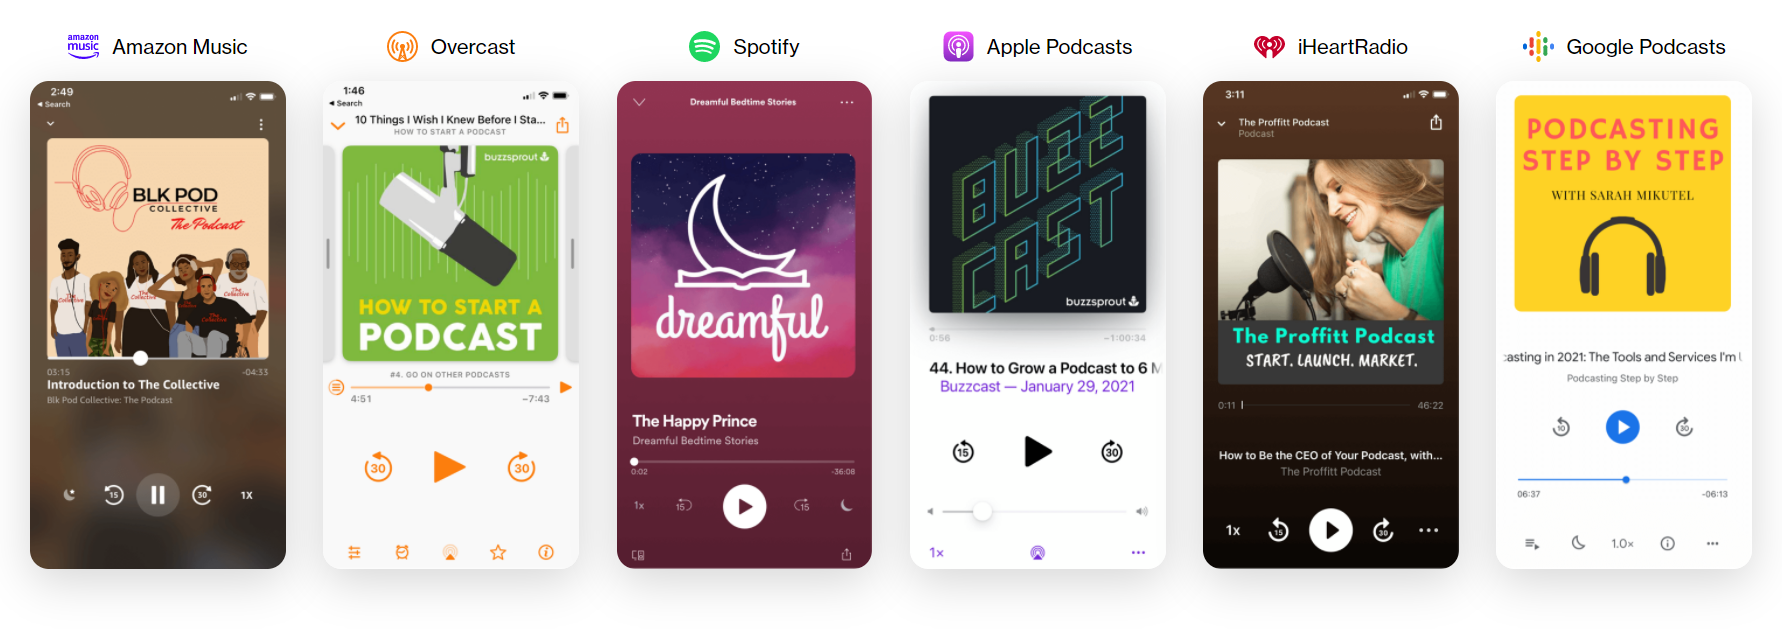 amazon music
Amazon Music
Overcast
Spotify
Apple Podcasts
iHeartRadio
Google Podcasts
2:49
Search
BLK POD
COLLECTIVE
The Podcast
The Collective
The Collective
The Collective
03:15
-04:33
Introduction to The Collective
Blk Pod Collective: The Podcast
15
30
1X
1:46
Search
10 Things I Wish I Knew Before I Sta...
HOW TO START A PODCAST
buzzsprout
HOW TO START A
PODCAST
#4. GO ON OTHER PODCASTS
4:51
-7:43
30
30
Dreamful Bedtime Stories
dreamful
The Happy Prince
Dreamful Bedtime Stories
0:02
-36:08
1x
15
15
BUZZ
CAST
buzzsprout
0:56
-1:00:34
44. How to Grow a Podcast to 6 M
Buzzcast — January 29, 2021
15
30
1x
3:11
The Proffitt Podcast
Podcast
The Proffitt Podcast
START. LAUNCH. MARKET.
0:11
46:22
How to Be the CEO of Your Podcast, with...
The Proffitt Podcast
1x
15
30
PODCASTING
STEP BY STEP
WITH SARAH MIKUTEL
casting in 2021: The Tools and Services I'm U
Podcasting Step by Step
10
30
06:37
-06:13
1.0x